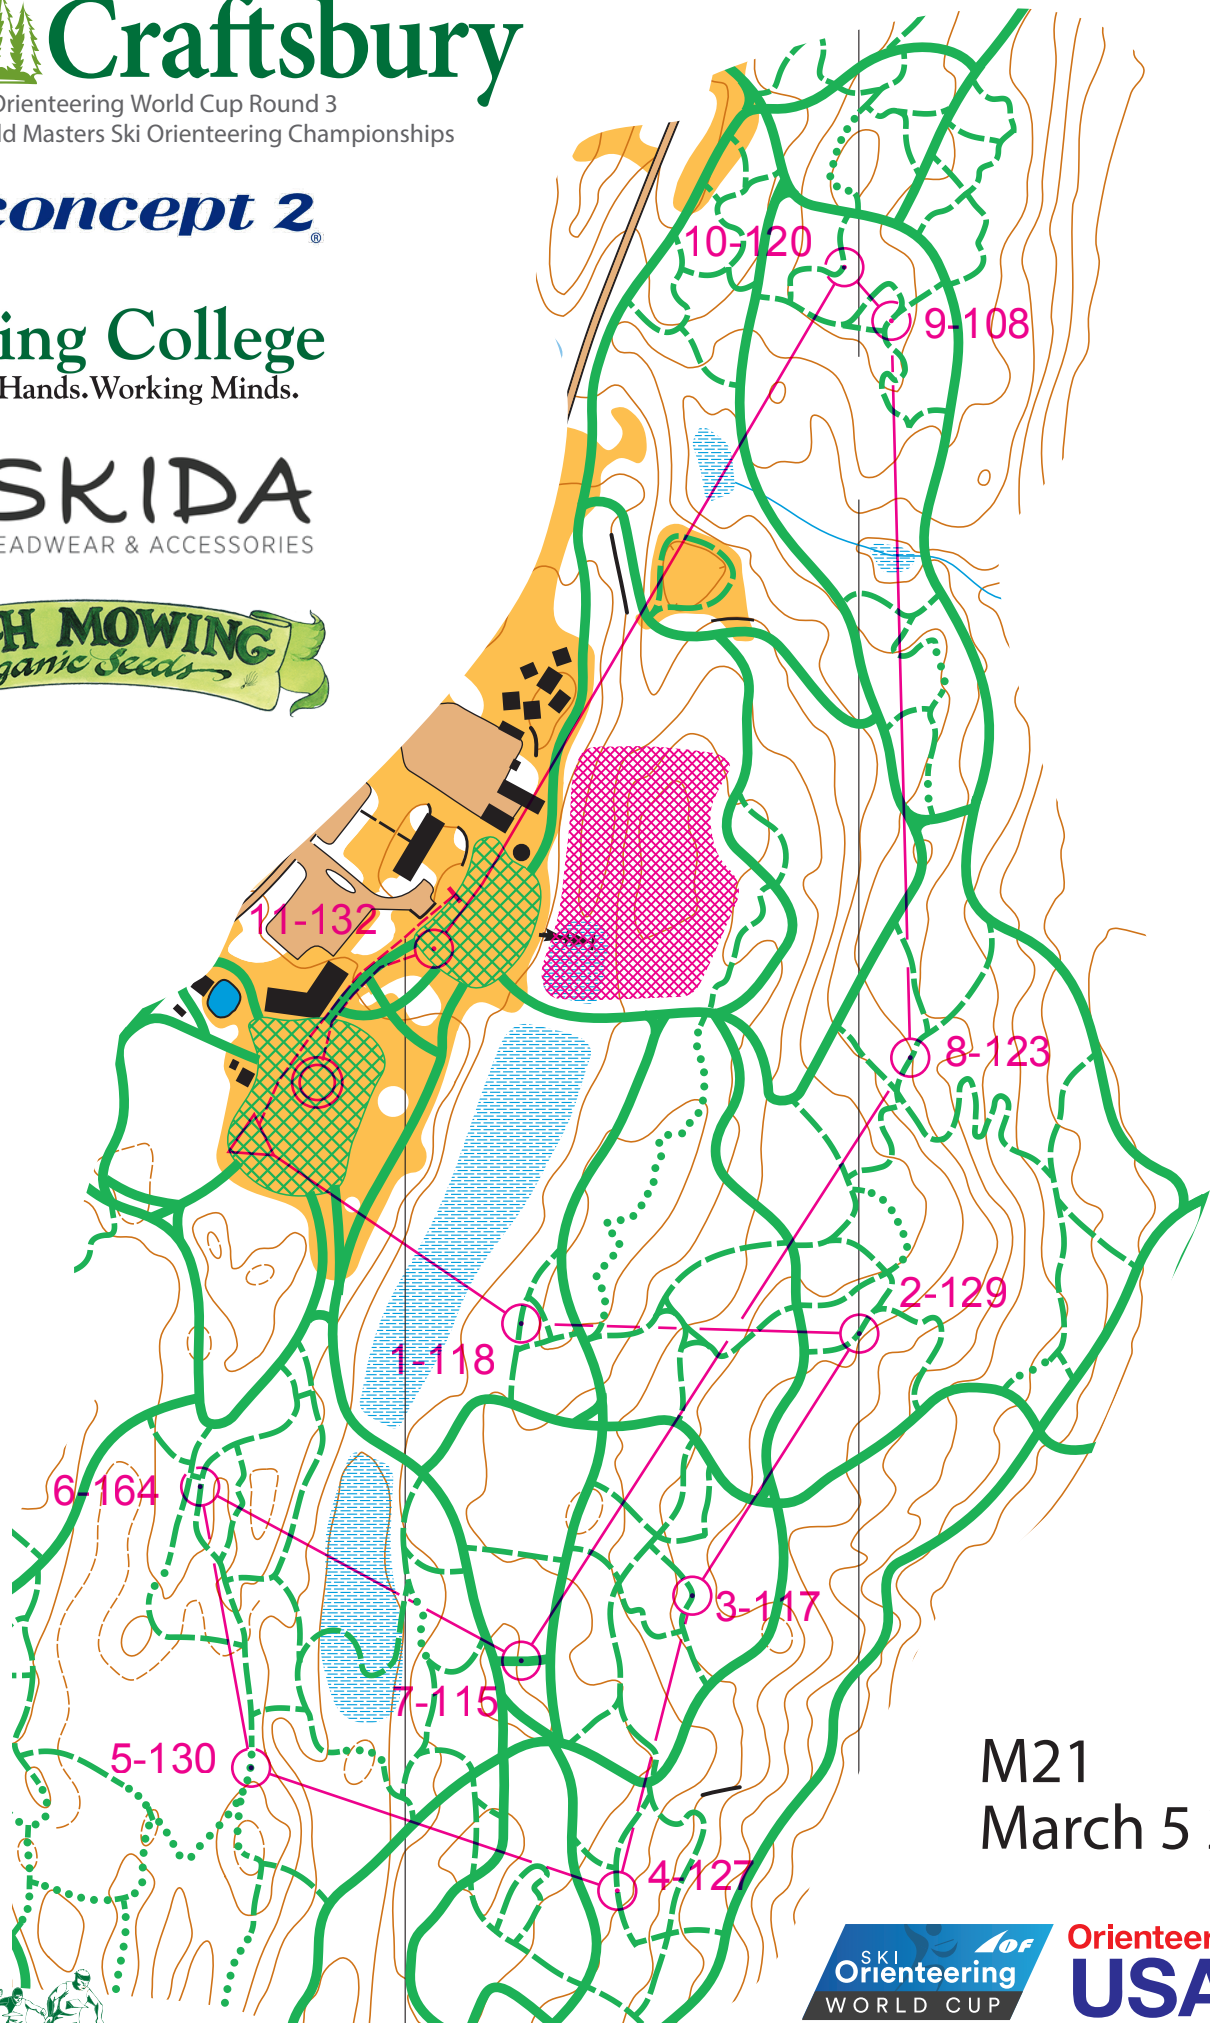 Craftsbury
Orienteering World Cup Round 3
ld Masters Ski Orienteering Championships
concept 2®
ing College
Hands. Working Minds.
SKIDA
EADWEAR & ACCESSORIES
H MOWING
ganic Seeds
10-120
9-108
11-132
8-123
2-129
1-118
6-164
3-117
7-115
5-130
4-127
M21
March 5
SKI
Orienteering
WORLD CUP
IOF
Orienteer
USA